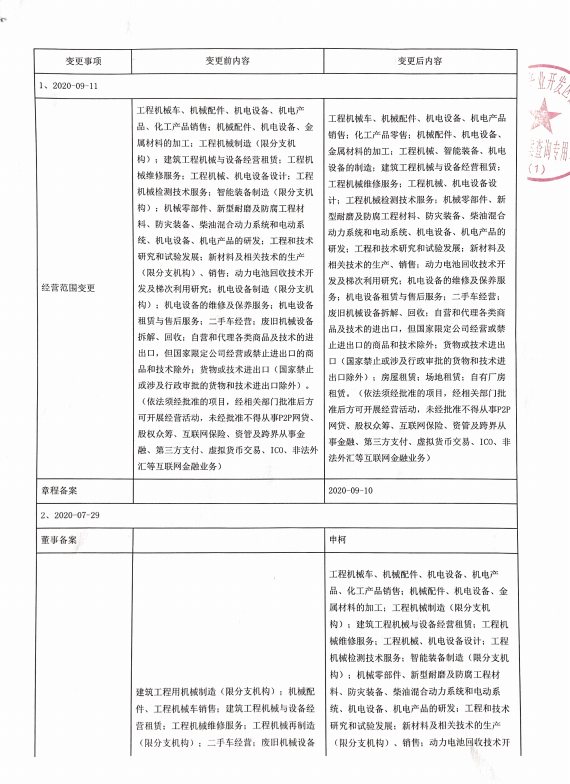 变更事项 变更前内容 变更后内容
1、2020-09-11
经营范围变更
工程机械车、机械配件、机电设备、机电产
品、化工产品销售；机械配件、机电设备、金
属材料的加工；工程机械制造（限分支机
构）；建筑工程机械与设备经营租赁；工程机
械维修服务；工程机械、机电设备设计；工程
机械检测技术服务；智能装备制造（限分支机
构）；机械零部件、新型耐磨及防腐工程材
料、防灾装备、柴油混合动力系统和电动系
统、机电设备、机电产品的研发；工程和技术
研究和试验发展；新材料及相关技术的生产
（限分支机构）、销售；动力电池回收技术开
发及梯次利用研究；机电设备制造（限分支机
构）；机电设备的维修及保养服务；机电设备
租赁与售后服务；二手车经营；废旧机械设备
拆解、回收；自营和代理各类商品及技术的进
出口，但国家限定公司经营或禁止进出口的商
品和技术除外；货物或技术进出口（国家禁止
或涉及行政审批的货物和技术进出口除外）。
（依法须经批准的项目，经相关部门批准后方
可开展经营活动，未经批准不得从事P2P网贷、
股权众筹、互联网保险、资管及跨界从事金
融、第三方支付、虚拟货币交易、ICO、非法外
汇等互联网金融业务）
工程机械车、机械配件、机电设备、机电产品
销售；化工产品零售；机械配件、机电设备、
金属材料的加工；工程机械、智能装备、机电
设备的制造；建筑工程机械与设备经营租赁；
工程机械维修服务；工程机械、机电设备设
计；工程机械检测技术服务；机械零部件、新
型耐磨及防腐工程材料、防灾装备、柴油混合
动力系统和电动系统、机电设备、机电产品的
研发；工程和技术研究和试验发展；新材料及
相关技术的生产、销售；动力电池回收技术开
发及梯次利用研究；机电设备的维修及保养服
务；机电设备租赁与售后服务；二手车经营；
废旧机械设备拆解、回收；自营和代理各类商
品及技术的进出口，但国家限定公司经营或禁
止进出口的商品和技术除外；货物或技术进出
口（国家禁止或涉及行政审批的货物和技术进
出口除外）；房屋租赁；场地租赁；自有厂房
租赁。（依法须经批准的项目，经相关部门批
准后方可开展经营活动，未经批准不得从事P2P
网贷、股权众筹、互联网保险、资管及跨界从
事金融、第三方支付、虚拟货币交易、ICO、非
法外汇等互联网金融业务）
章程备案 2020-09-10
2、2020-07-29
董事备案 申柯
建筑工程用机械制造（限分支机构）；机械配
件、工程机械车销售；建筑工程机械与设备经
营租赁；工程机械维修服务；工程机械再制造
（限分支机构）；二手车经营；废旧机械设备
工程机械车、机械配件、机电设备、机电产
品、化工产品销售；机械配件、机电设备、金
属材料的加工；工程机械制造（限分支机
构）；建筑工程机械与设备经营租赁；工程机
械维修服务；工程机械、机电设备设计；工程
机械检测技术服务；智能装备制造（限分支机
构）；机械零部件、新型耐磨及防腐工程材
料、防灾装备、柴油混合动力系统和电动系
统、机电设备、机电产品的研发；工程和技术
研究和试验发展；新材料及相关技术的生产
（限分支机构）、销售；动力电池回收技术开
业开发区
查询专用
（1）